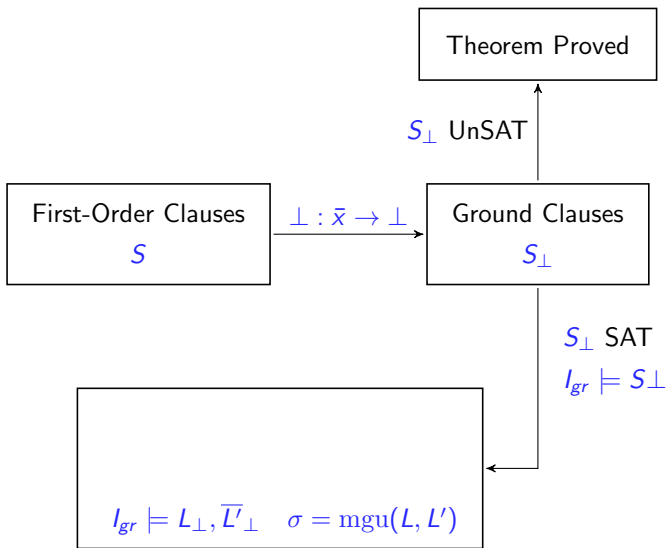 Theorem Proved
S⊥ UnSAT
First-Order Clauses
S
⊥ : x̄ → ⊥
Ground Clauses
S⊥
S⊥ SAT
I_gr ⊨ S⊥
I_gr ⊨ L⊥, L̅'⊥ σ = mgu(L, L')